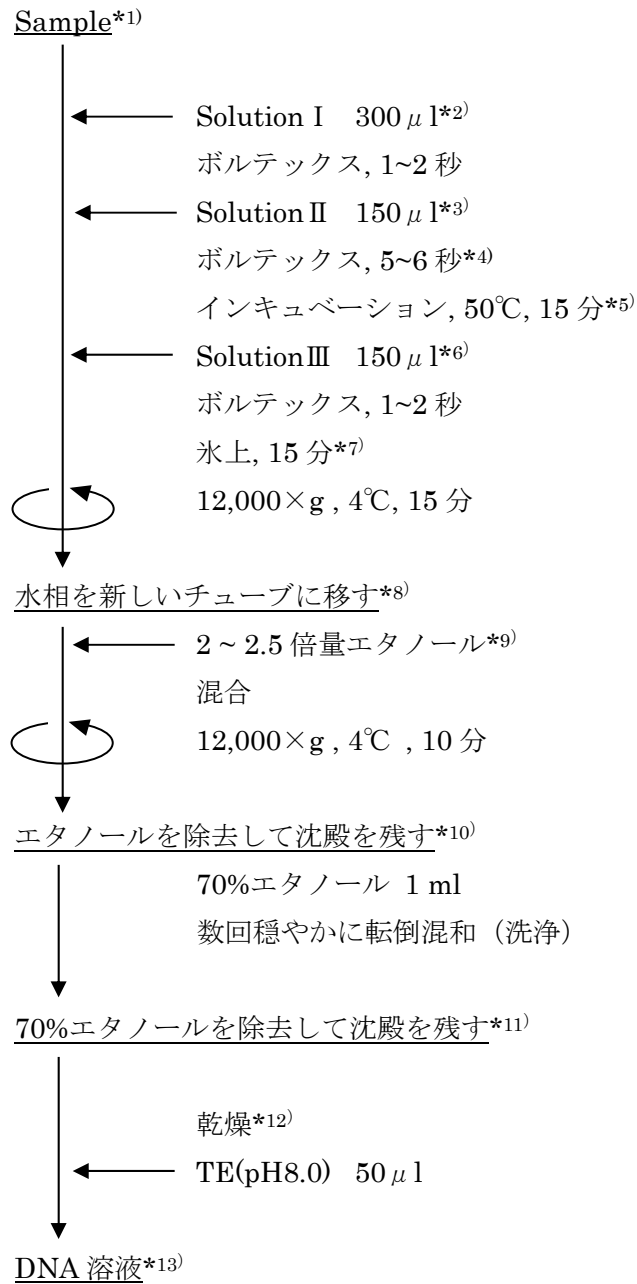 Sample*1)
Solution Ⅰ 300μl*2)
ボルテックス, 1~2 秒
Solution Ⅱ 150μl*3)
ボルテックス, 5~6 秒*4)
インキュベーション, 50℃, 15 分*5)
Solution Ⅲ 150μl*6)
ボルテックス, 1~2 秒
氷上, 15 分*7)
12,000×g , 4℃, 15 分
水相を新しいチューブに移す*8)
2 ~ 2.5 倍量エタノール*9)
混合
12,000×g , 4℃ , 10 分
エタノールを除去して沈殿を残す*10)
70%エタノール 1 ml
数回穏やかに転倒混和（洗浄）
70%エタノールを除去して沈殿を残す*11)
乾燥*12)
TE(pH8.0) 50μl
DNA 溶液*13)